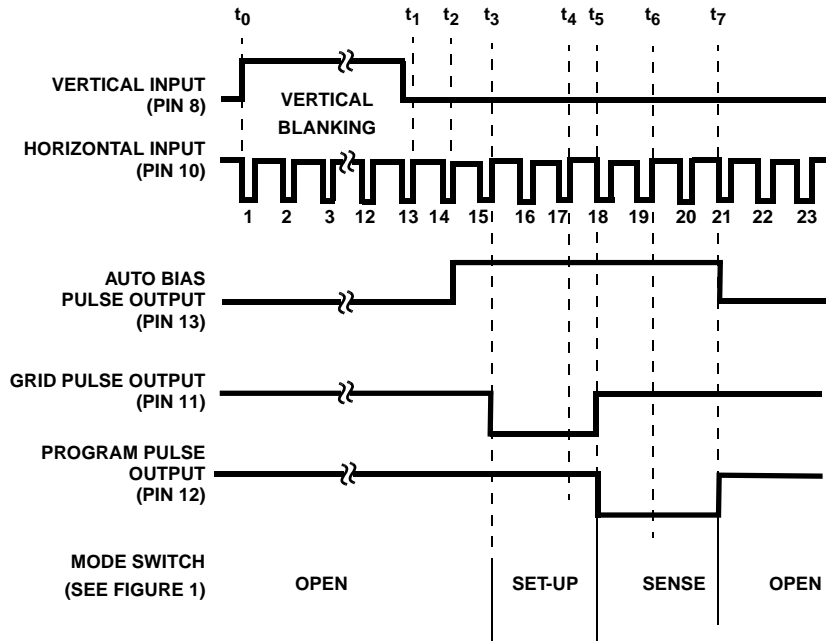 t0 t1 t2 t3 t4 t5 t6 t7
VERTICAL INPUT
(PIN 8)
VERTICAL
BLANKING
HORIZONTAL INPUT
(PIN 10)
1 2 3 12 13 14 15 16 17 18 19 20 21 22 23
AUTO BIAS
PULSE OUTPUT
(PIN 13)
GRID PULSE OUTPUT
(PIN 11)
PROGRAM PULSE
OUTPUT
(PIN 12)
MODE SWITCH
(SEE FIGURE 1)
OPEN SET-UP SENSE OPEN